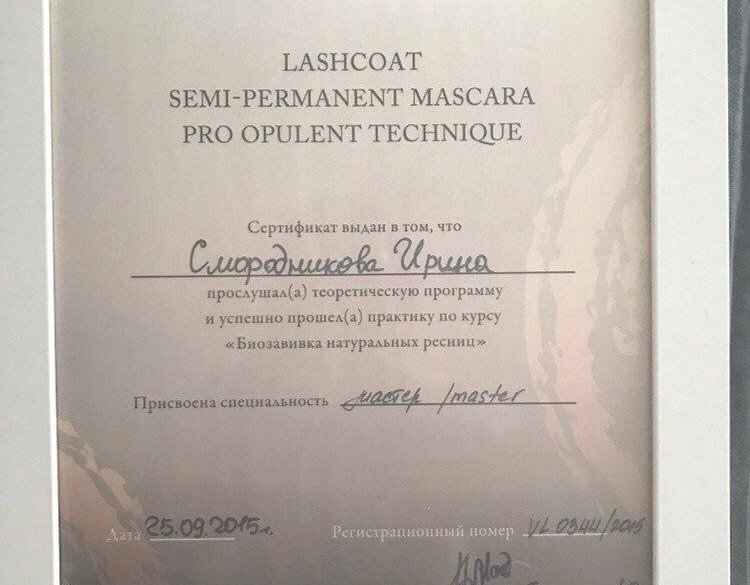 LASHCOAT
SEMI-PERMANENT MASCARA
PRO OPULENT TECHNIQUE
Сертификат выдан в том, что
Смородникова Ирина
прослушал(а) теоретическую программу
и успешно прошел(а) практику по курсу
«Биозавивка натуральных ресниц»
Присвоена специальность мастер /master
Дата 25.09.2015г. Регистрационный номер VL 0344/2015